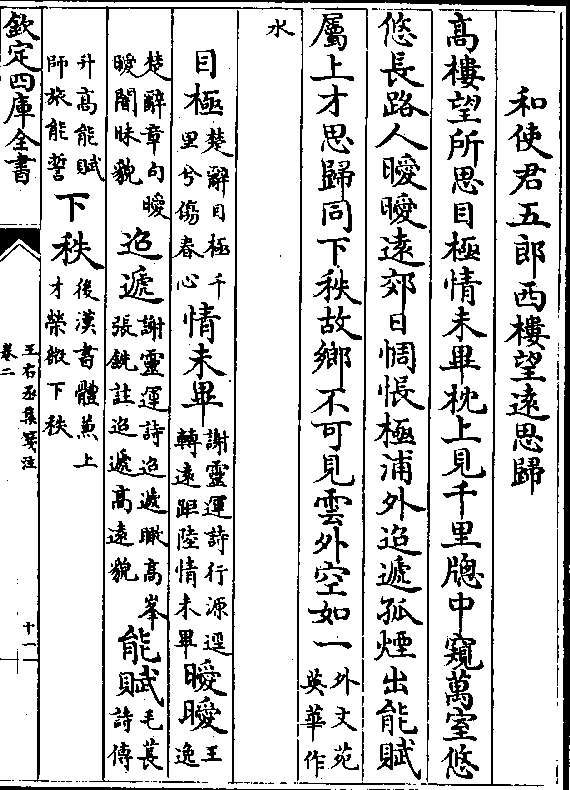 和使君五郎西樓望遠思歸
高樓望所思目極情未畢枕上見千里牕中窺萬室悠
悠長路人曖曖遠郊日惆悵極浦外迢遞孤煙出能賦
屬上才思歸同下秩故鄉不可見雲外空如一外文苑英華作
水
目極楚辭目極千里兮傷春心情未畢謝靈運詩行源逕轉遠距陸情未畢曖曖王逸
楚辭章句曖曖闇昧貌迢遞謝靈運詩迢遞瞰高峯張銑註迢遞高遠貌能賦毛萇詩傳
升高能賦師旅能誓下秩後漢書體兼上才榮微下秩
欽定四庫全書
王右丞集箋注
卷二
十一